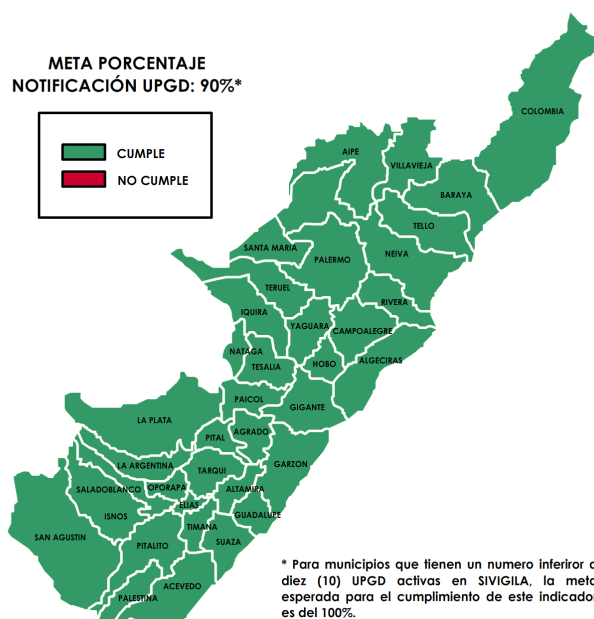 META PORCENTAJE
NOTIFICACIÓN UPGD: 90%*
CUMPLE
NO CUMPLE
COLOMBIA
AIPE
VILLAVIEJA
BARAYA
TELLO
SANTA MARIA
NEIVA
PALERMO
TERUEL
RIVERA
IQUIRA
YAGUARA
CAMPOALEGRE
NATAGA
TESALIA
HOBO
ALGECIRAS
PAICOL
GIGANTE
LA PLATA
PITAL
AGRADO
LA ARGENTINA
TARQUI
GARZON
SALADOBLANCO
OPORAPA
ALTAMIRA
ELIAS
ISNOS
GUADALUPE
TIMANA
SAN AGUSTIN
PITALITO
SUAZA
ACEVEDO
PALESTINA
* Para municipios que tienen un numero inferiror a
diez (10) UPGD activas en SIVIGILA, la meta
esperada para el cumplimiento de este indicador
es del 100%.